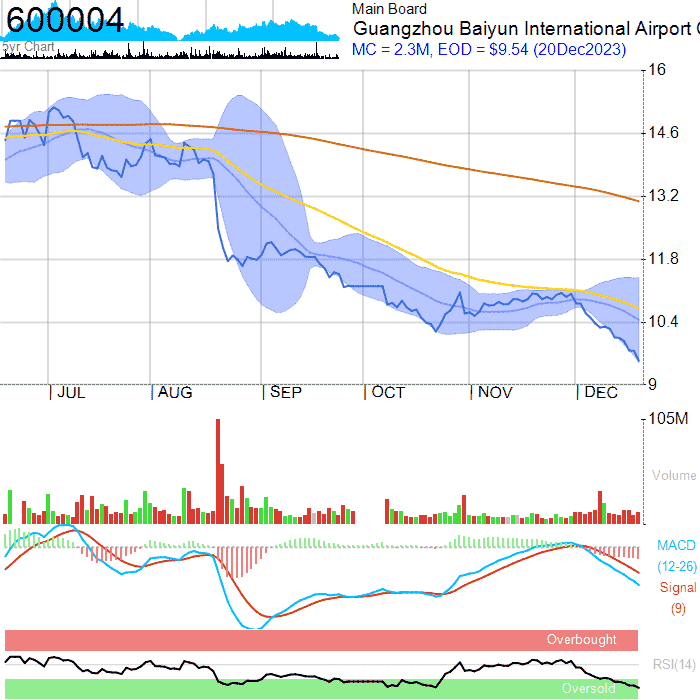 600004
5yr Chart
Main Board
Guangzhou Baiyun International Airport
MC = 2.3M, EOD = $9.54 (20Dec2023)
16
14.6
13.2
11.8
10.4
9
JUL AUG SEP OCT NOV DEC
105M
Volume
MACD
(12-26)
Signal
(9)
Overbought
RSI(14)
Oversold